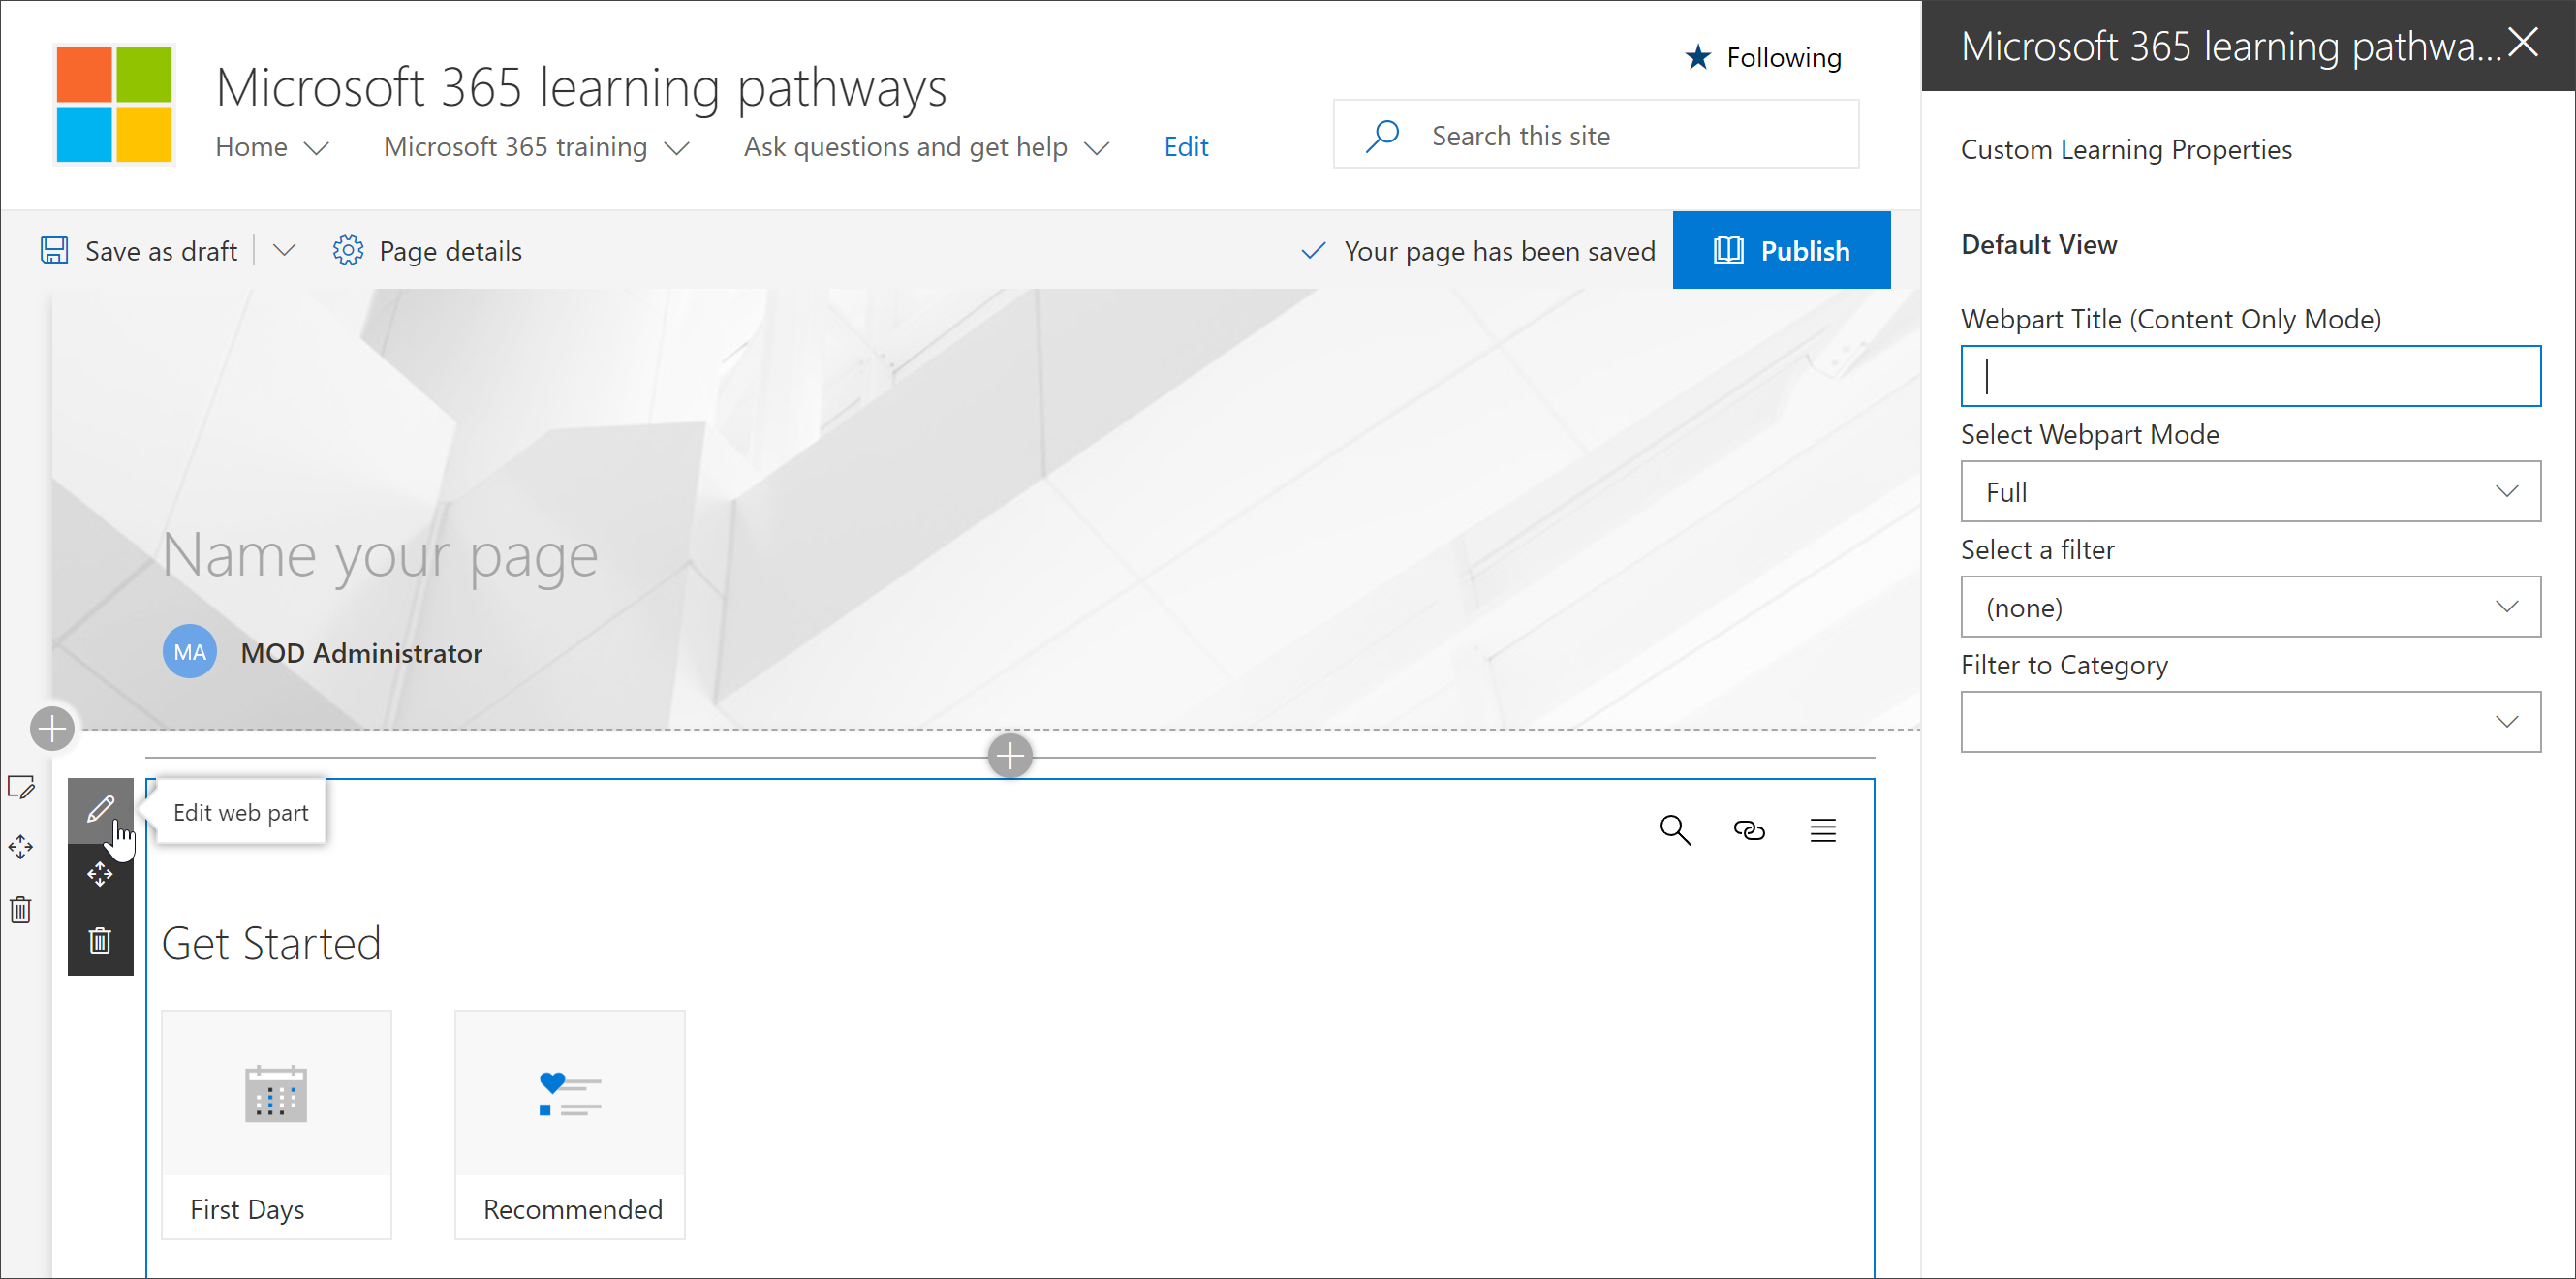 Microsoft 365 learning pathways
Following
Home
Microsoft 365 training
Ask questions and get help
Edit
Search this site
Save as draft
Page details
Your page has been saved
Publish
Name your page
MA
MOD Administrator
Edit web part
Get Started
First Days
Recommended
Microsoft 365 learning pathwa...
Custom Learning Properties
Default View
Webpart Title (Content Only Mode)
Select Webpart Mode
Full
Select a filter
(none)
Filter to Category